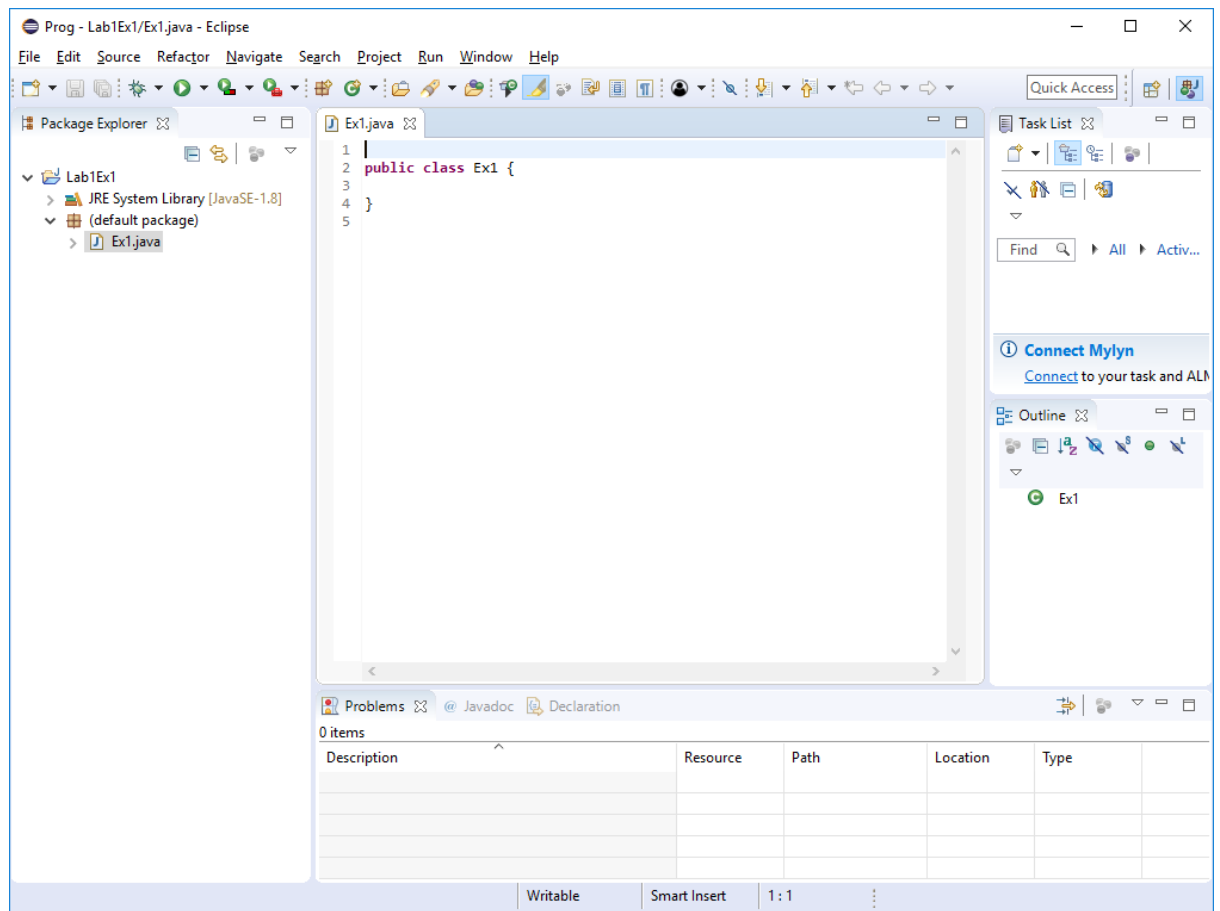 Prog - Lab1Ex1/Ex1.java - Eclipse
File Edit Source Refactor Navigate Search Project Run Window Help
Quick Access
Package Explorer
Lab1Ex1
JRE System Library [JavaSE-1.8]
(default package)
Ex1.java
Ex1.java
1
2 public class Ex1 {
3
4 }
5
Task List
Find All Activ...
Connect Mylyn
Connect to your task and ALM
Outline
Ex1
Problems @ Javadoc Declaration
0 items
Description Resource Path Location Type
Writable Smart Insert 1 : 1